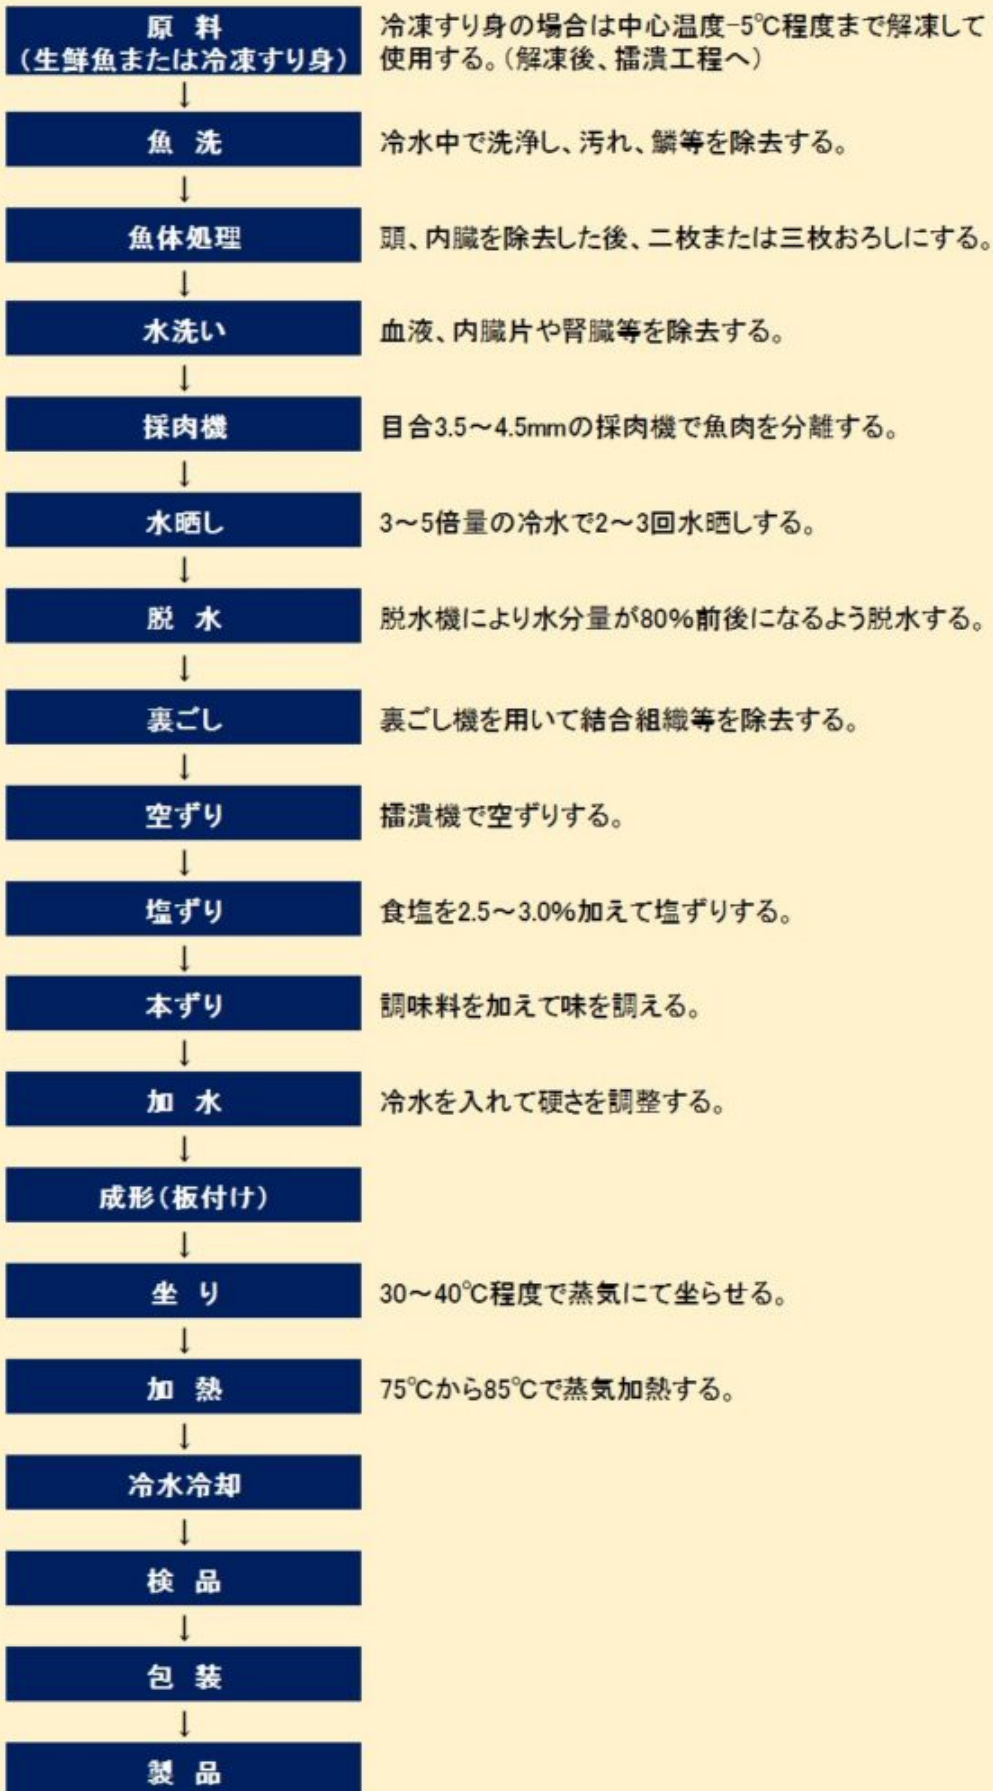 原 料
(生鮮魚または冷凍すり身)
冷凍すり身の場合は中心温度-5℃程度まで解凍して
使用する。(解凍後、擂潰工程へ)
↓
魚 洗
冷水中で洗浄し、汚れ、鱗等を除去する。
↓
魚体処理
頭、内臓を除去した後、二枚または三枚おろしにする。
↓
水洗い
血液、内臓片や腎臓等を除去する。
↓
採肉機
目合3.5～4.5mmの採肉機で魚肉を分離する。
↓
水晒し
3～5倍量の冷水で2～3回水晒しする。
↓
脱 水
脱水機により水分量が80%前後になるよう脱水する。
↓
裏ごし
裏ごし機を用いて結合組織等を除去する。
↓
空ずり
擂潰機で空ずりする。
↓
塩ずり
食塩を2.5～3.0%加えて塩ずりする。
↓
本ずり
調味料を加えて味を調える。
↓
加 水
冷水を入れて硬さを調整する。
↓
成形(板付け)
↓
坐 り
30～40℃程度で蒸気にて坐らせる。
↓
加 熱
75℃から85℃で蒸気加熱する。
↓
冷水冷却
↓
検 品
↓
包 装
↓
製 品